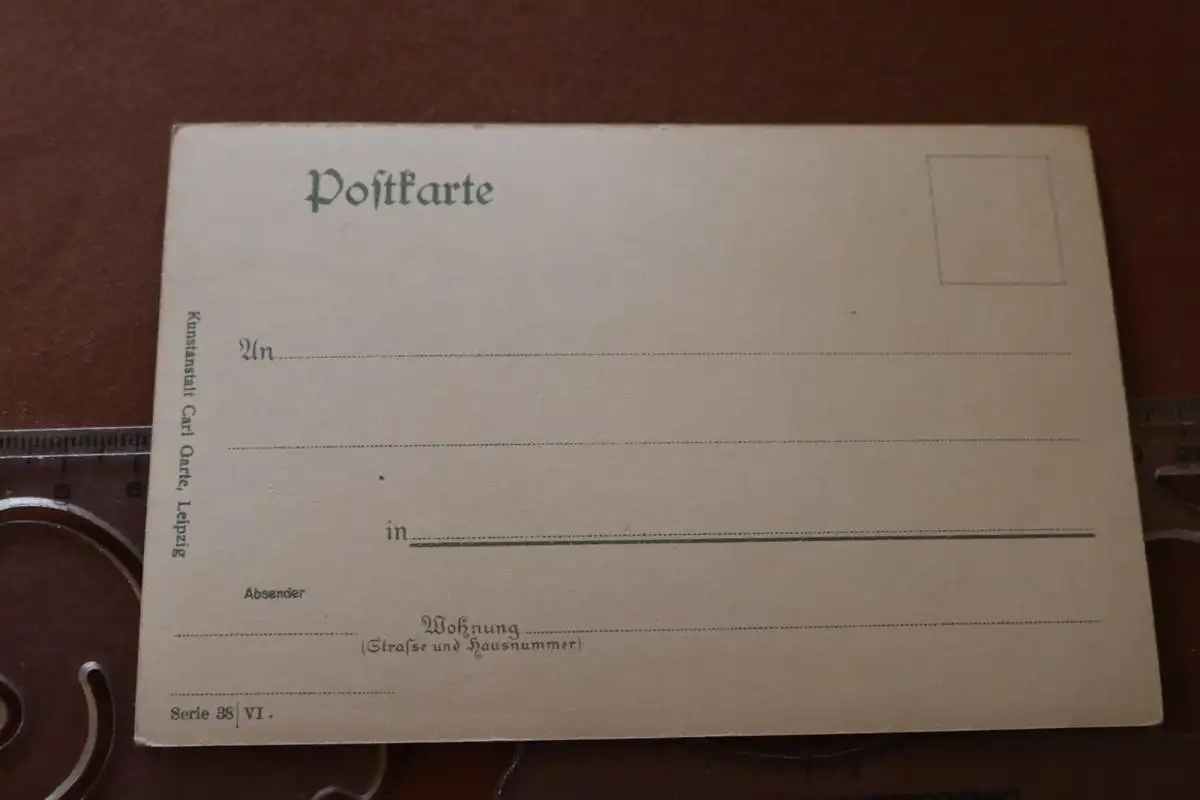 Poſtkarte
An
in
Absender
Wohnung
(Straſse und Hausnummer)
Serie 38 | VI.
Kunstanstalt Carl Garte, Leipzig